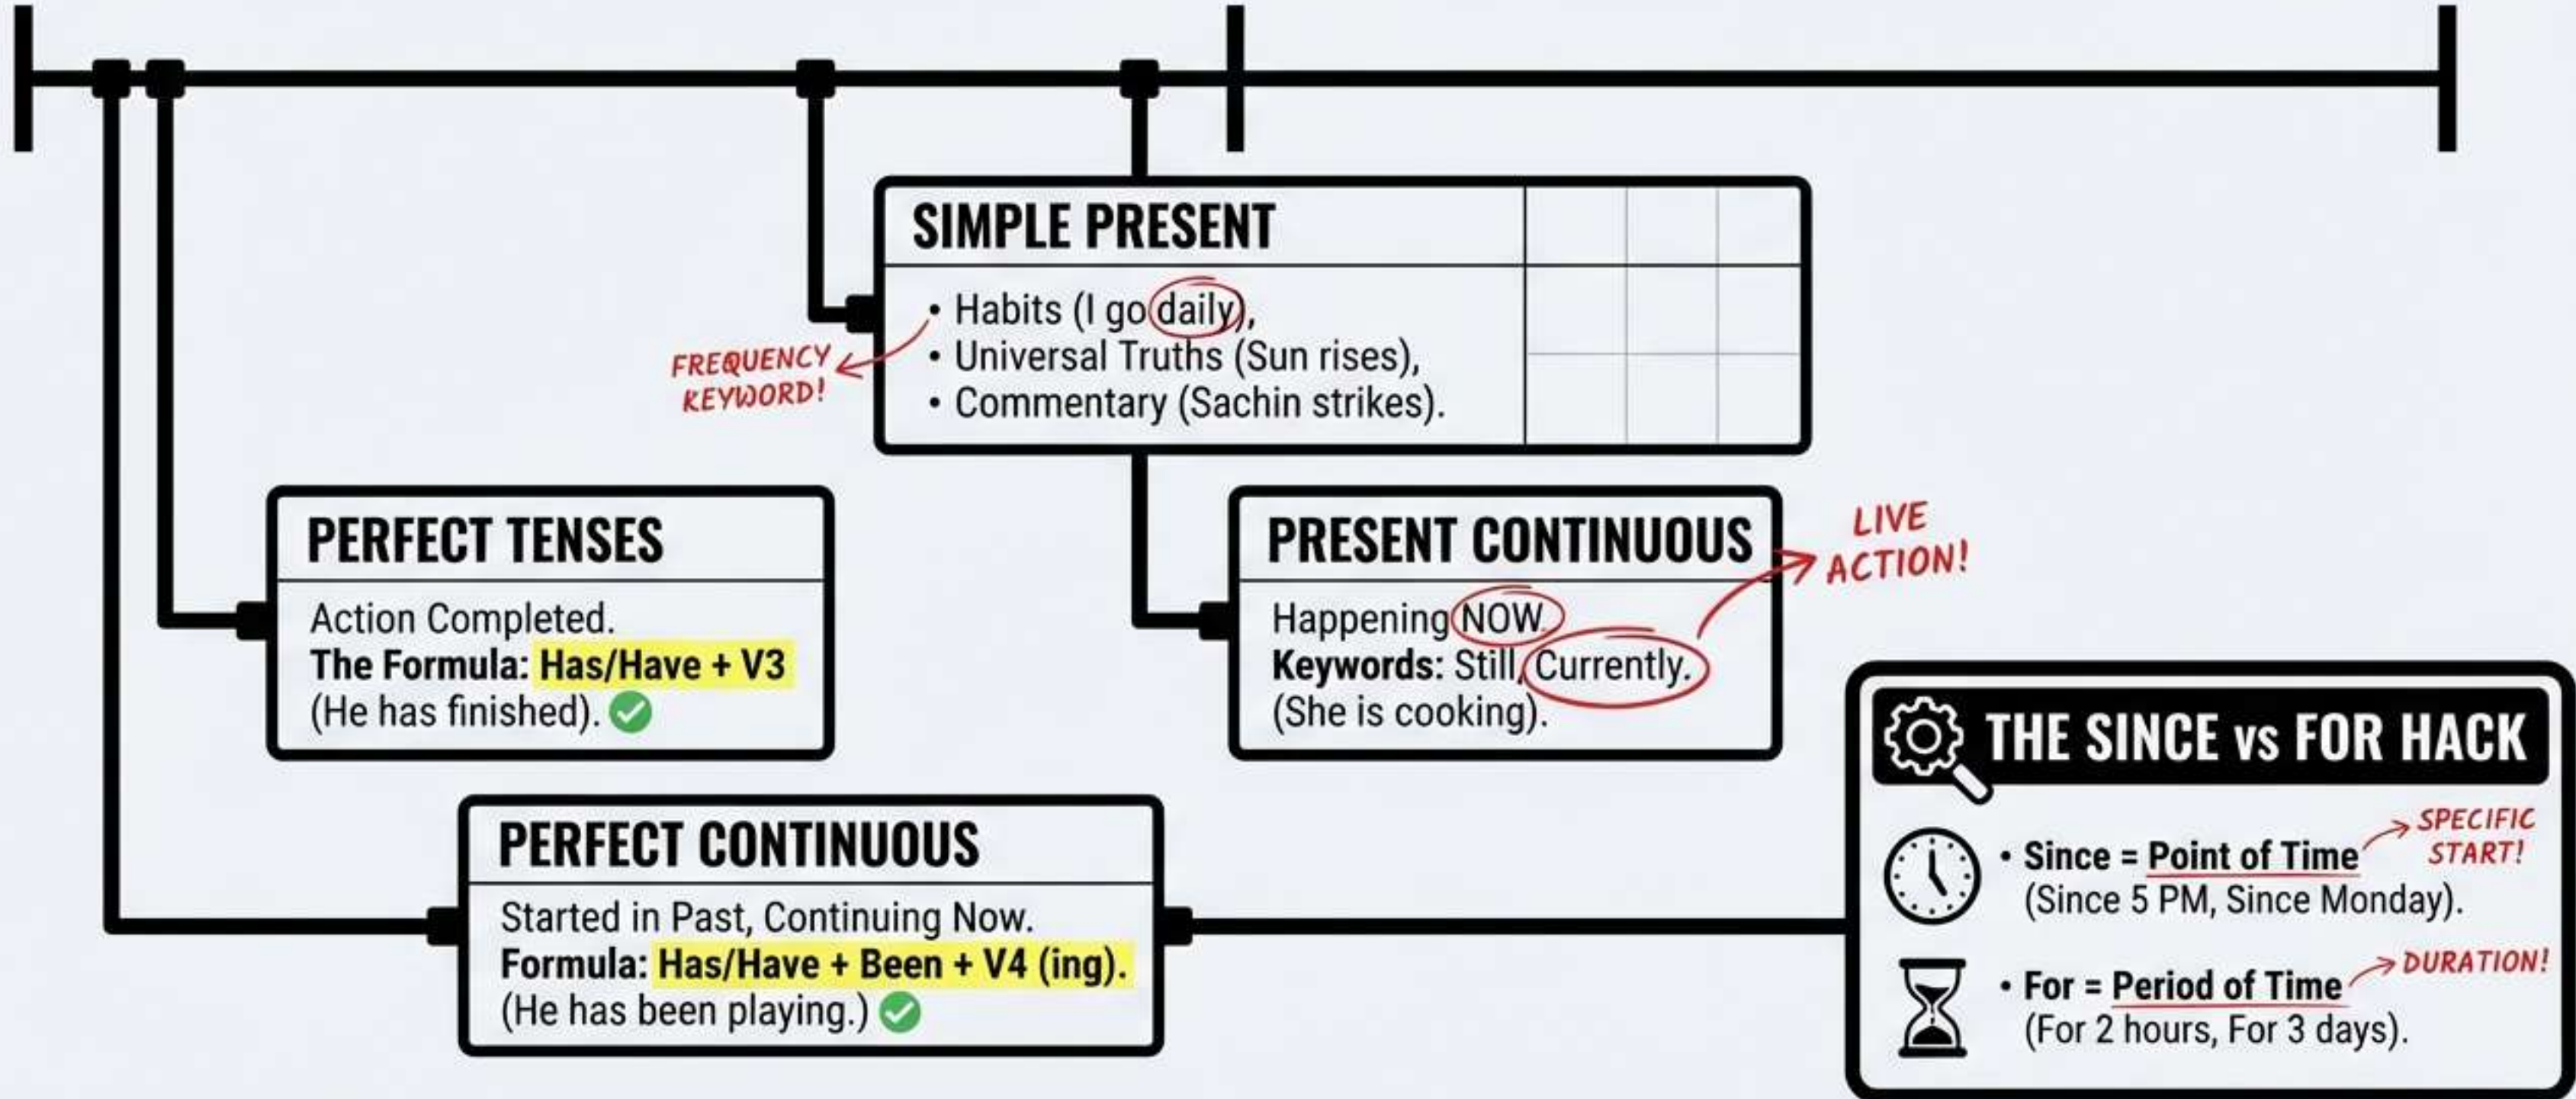 SIMPLE PRESENT
• Habits (I go daily),
• Universal Truths (Sun rises),
• Commentary (Sachin strikes).
FREQUENCY
KEYWORD!
PERFECT TENSES
Action Completed.
The Formula: Has/Have + V3
(He has finished).
PRESENT CONTINUOUS
Happening NOW.
Keywords: Still, Currently.
(She is cooking).
LIVE
ACTION!
PERFECT CONTINUOUS
Started in Past, Continuing Now.
Formula: Has/Have + Been + V4 (ing).
(He has been playing.)
THE SINCE vs FOR HACK
• Since = Point of Time
(Since 5 PM, Since Monday).
SPECIFIC
START!
• For = Period of Time
(For 2 hours, For 3 days).
DURATION!